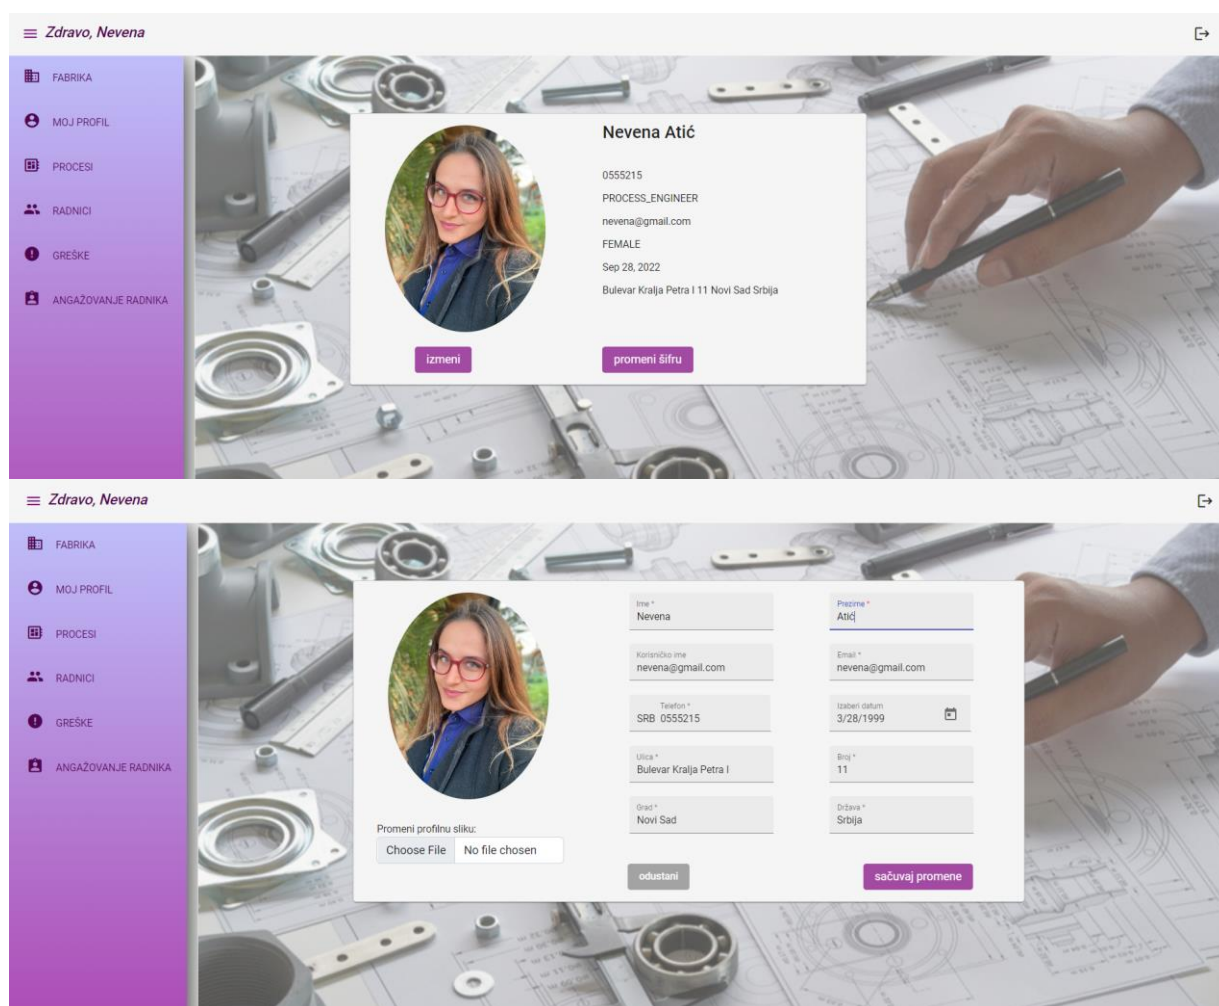 Zdravo, Nevena
FABRIKA
MOJ PROFIL
PROCESI
RADNICI
GREŠKE
ANGAŽOVANJE RADNIKA
Nevena Atić
0555215
PROCESS_ENGINEER
nevena@gmail.com
FEMALE
Sep 28, 2022
Bulevar Kralja Petra I 11 Novi Sad Srbija
izmeni
promeni šifru
Zdravo, Nevena
FABRIKA
MOJ PROFIL
PROCESI
RADNICI
GREŠKE
ANGAŽOVANJE RADNIKA
Promeni profilnu sliku:
Choose File No file chosen
Ime *
Nevena
Prezime *
Atić
Korisničko ime
nevena@gmail.com
Email *
nevena@gmail.com
Telefon *
SRB 0555215
Izaberi datum
3/28/1999
Ulica *
Bulevar Kralja Petra I
Broj *
11
Grad *
Novi Sad
Država *
Srbija
odustani
sačuvaj promene